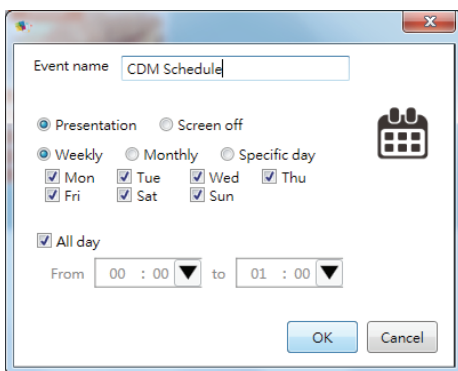 Event name CDM Schedule
Presentation Screen off
Weekly Monthly Specific day
Mon Tue Wed Thu
Fri Sat Sun
All day
From 00 : 00 to 01 : 00
OK Cancel